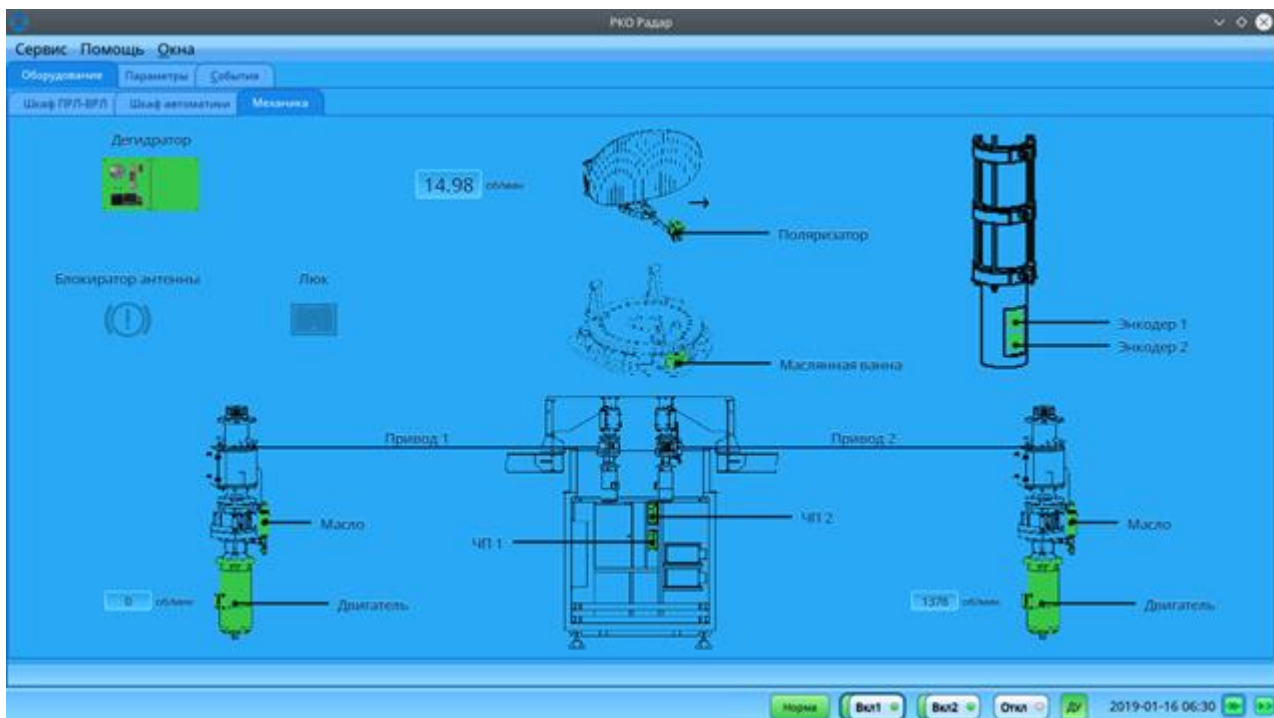 РКО Радар
Сервис Помощь Окна
Оборудование Параметры События
Шкаф ПРЛ-ВРЛ Шкаф автоматики Механика
Дегидратор
14.98 об/мин
Поляризатор
Блокиратор антенны Люк
Энкодер 1
Энкодер 2
Маслянная ванна
Привод 1 Привод 2
Масло ЧП 2 Масло
ЧП 1
0 об/мин Двигатель 1376 об/мин Двигатель
Норма Вкл1 Вкл2 Откл ДУ 2019-01-16 06:30